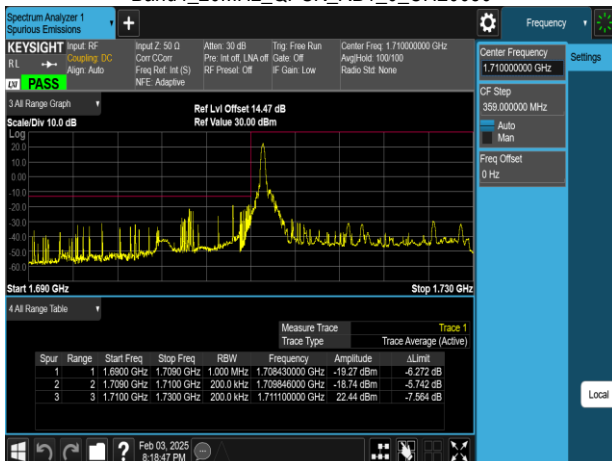 Spectrum Analyzer 1
Spurious Emissions
+
Frequency
KEYSIGHT
RL
PASS
Input: RF
Coupling: DC
Align: Auto
Input Z: 50 Ω
Corr CCorr
Freq Ref: Int (S)
NFE: Adaptive
Atten: 30 dB
Pre: Int off, LNA off
RF Preset: Off
Trig: Free Run
Gate: Off
IF Gain: Low
Center Freq: 1.710000000 GHz
Avg|Hold: 100/100
Radio Std: None
Center Frequency
1.710000000 GHz
Settings
CF Step
359.000000 MHz
Auto
Man
Freq Offset
0 Hz
Local
3 All Range Graph
Scale/Div 10.0 dB
Ref Lvl Offset 14.47 dB
Ref Value 30.00 dBm
Log
20.0
10.0
0.00
-10.0
-20.0
-30.0
-40.0
-50.0
-60.0
Start 1.690 GHz
Stop 1.730 GHz
4 All Range Table
Measure Trace Trace 1
Trace Type Trace Average (Active)
Spur Range Start Freq Stop Freq RBW Frequency Amplitude ΔLimit
1 1 1.6900 GHz 1.7090 GHz 1.000 MHz 1.708430000 GHz -19.27 dBm -6.272 dB
2 2 1.7090 GHz 1.7100 GHz 200.0 kHz 1.709846000 GHz -18.74 dBm -5.742 dB
3 3 1.7100 GHz 1.7300 GHz 200.0 kHz 1.711100000 GHz 22.44 dBm -7.564 dB
?
Feb 03, 2025
8:18:47 PM